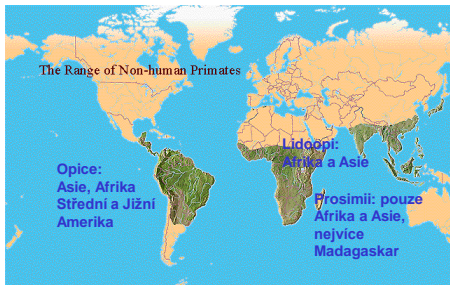 The Range of Non-human Primates
Lidoopi:
Afrika a Asie
Opice:
Asie, Afrika
Střední a Jížní
Amerika
Prosimii: pouze
Afrika a Asie,
nejvíce
Madagaskar